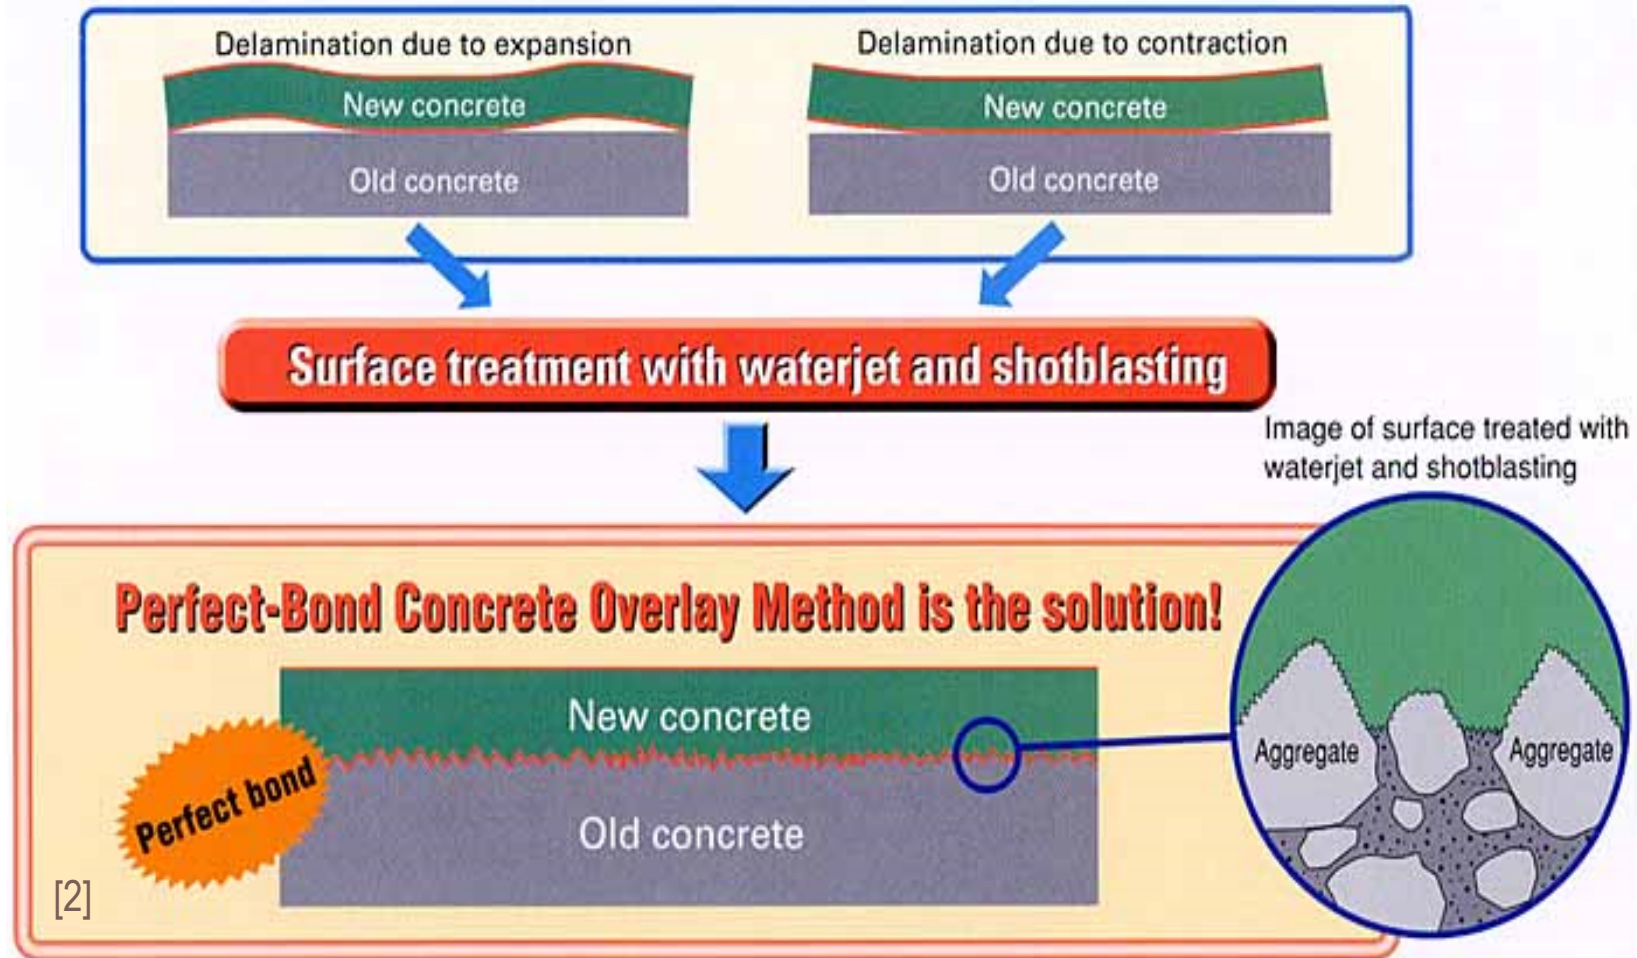 Delamination due to expansion
Delamination due to contraction
New concrete
New concrete
Old concrete
Old concrete
Surface treatment with waterjet and shotblasting
Image of surface treated with
waterjet and shotblasting
Perfect-Bond Concrete Overlay Method is the solution!
New concrete
Perfect bond
Old concrete
Aggregate
Aggregate
[2]